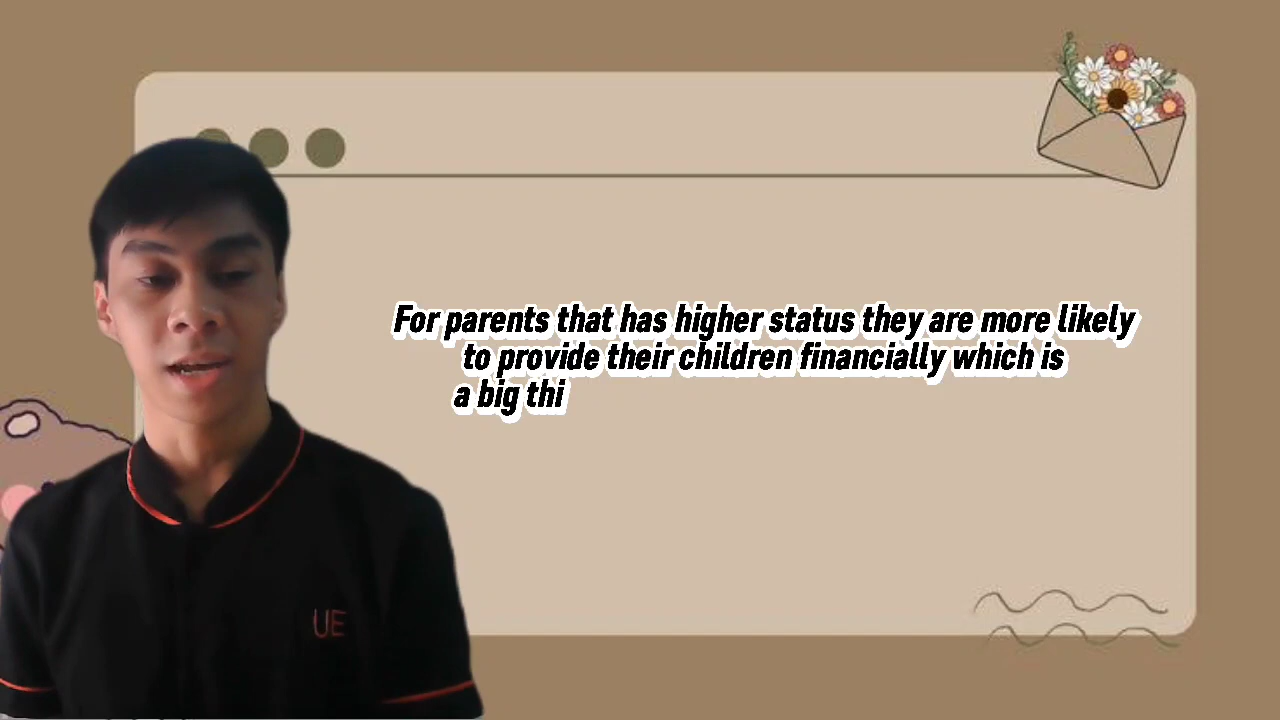 For parents that has higher status they are more likely
to provide their children financially which is
a big thi
UE